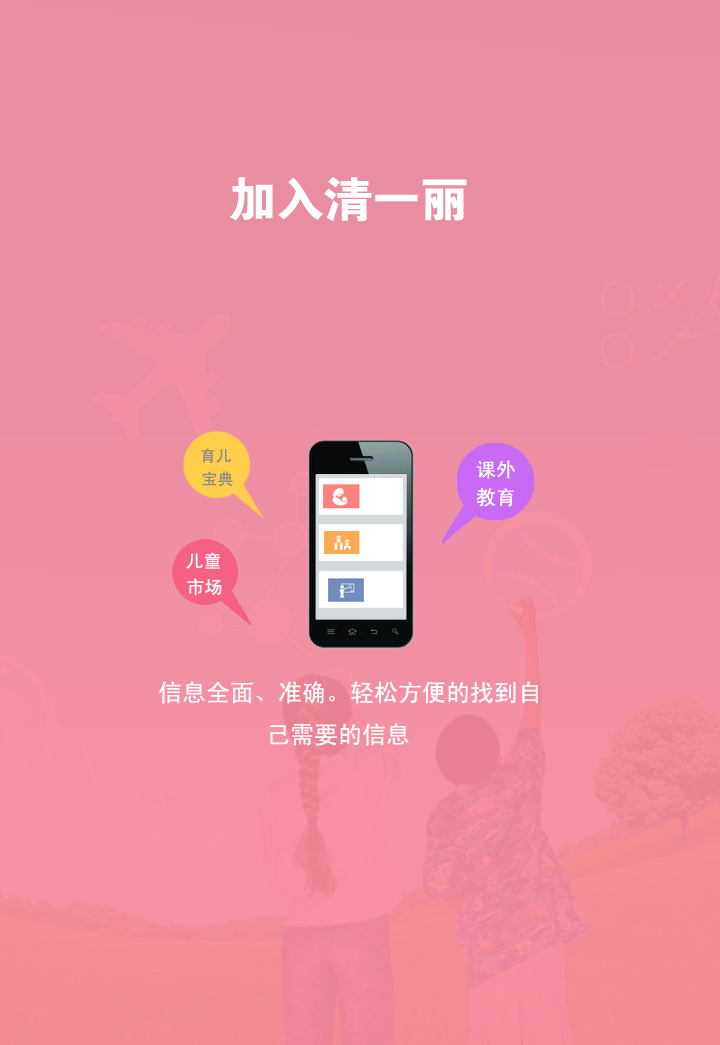 加入清一丽
育儿
宝典
课外
教育
儿童
市场
信息全面、准确。轻松方便的找到自
己需要的信息